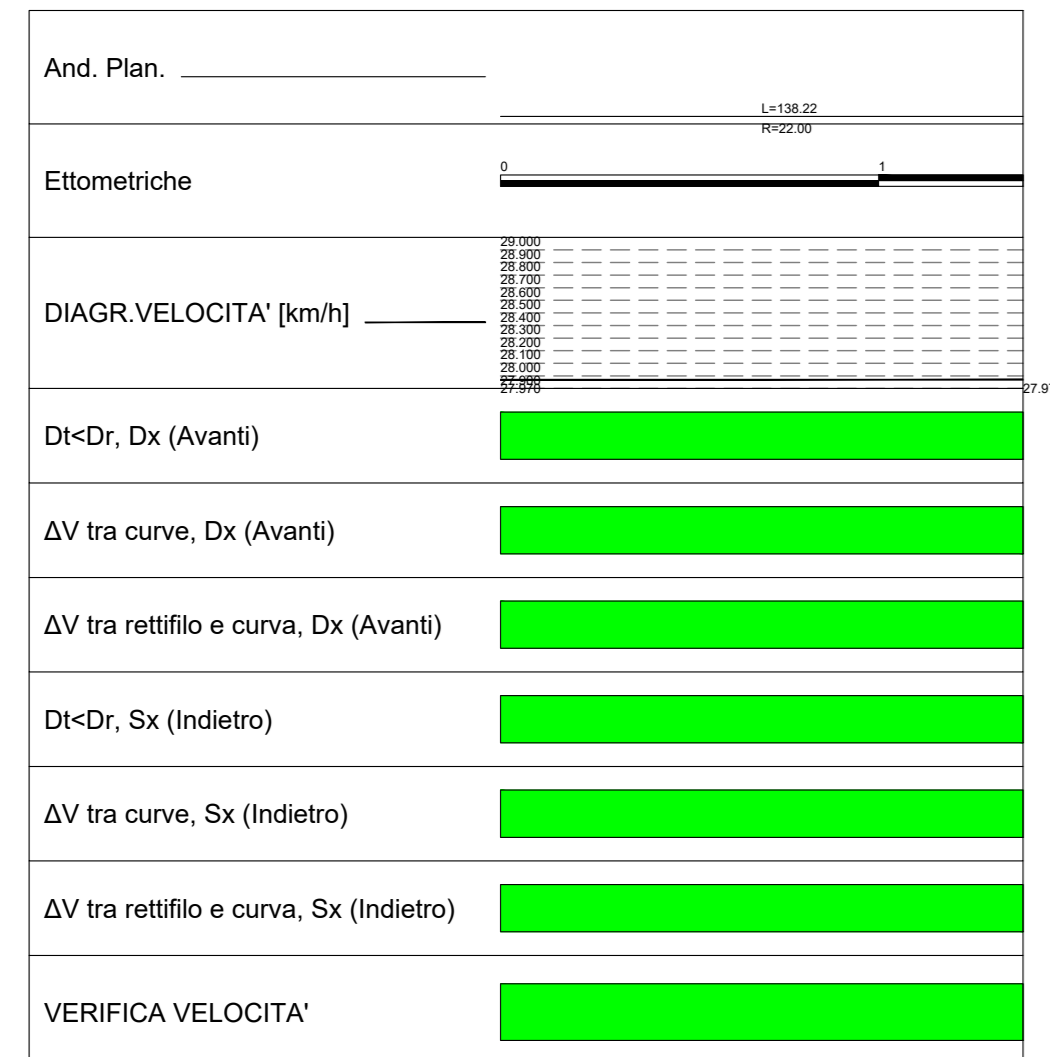 And. Plan.
L=138.22
R=22.00
Ettometriche
0 1
DIAGR.VELOCITA' [km/h]
29.000
28.900
28.800
28.700
28.600
28.500
28.400
28.300
28.200
28.100
28.000
27.900
27.970
Dt<Dr, Dx (Avanti)
ΔV tra curve, Dx (Avanti)
ΔV tra rettifilo e curva, Dx (Avanti)
Dt<Dr, Sx (Indietro)
ΔV tra curve, Sx (Indietro)
ΔV tra rettifilo e curva, Sx (Indietro)
VERIFICA VELOCITA'